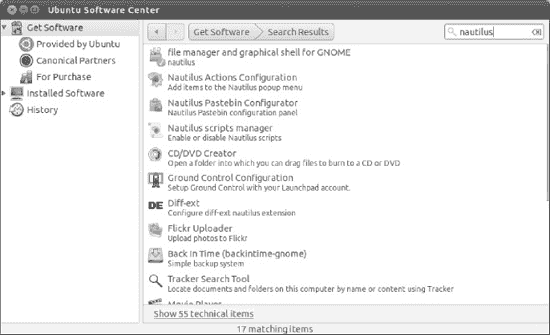 Ubuntu Software Center
Get Software
Provided by Ubuntu
Canonical Partners
For Purchase
Installed Software
History
Get Software
Search Results
nautilus
file manager and graphical shell for GNOME
nautilus
Nautilus Actions Configuration
Add items to the Nautilus popup menu
Nautilus Pastebin Configurator
Nautilus Pastebin configuration panel
Nautilus scripts manager
Enable or disable Nautilus scripts
CD/DVD Creator
Open a folder into which you can drag files to burn to a CD or DVD
Ground Control Configuration
Setup Ground Control with your Launchpad account.
DE
Diff-ext
Configure diff-ext nautilus extension
Flickr Uploader
Upload photos to Flickr
Back In Time (backintime-gnome)
Simple backup system
Tracker Search Tool
Locate documents and folders on this computer by name or content using Tracker
Movie Player
Show 55 technical items
17 matching items